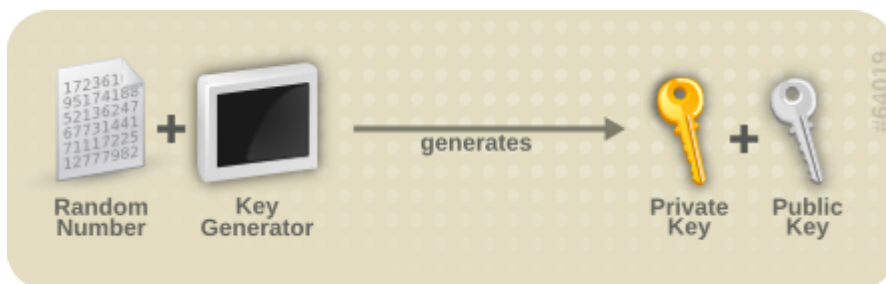 172361
95174188
52136247
67731441
71117225
12777982
+
Random
Number
Key
Generator
generates
+
Private
Key
Public
Key
#64019